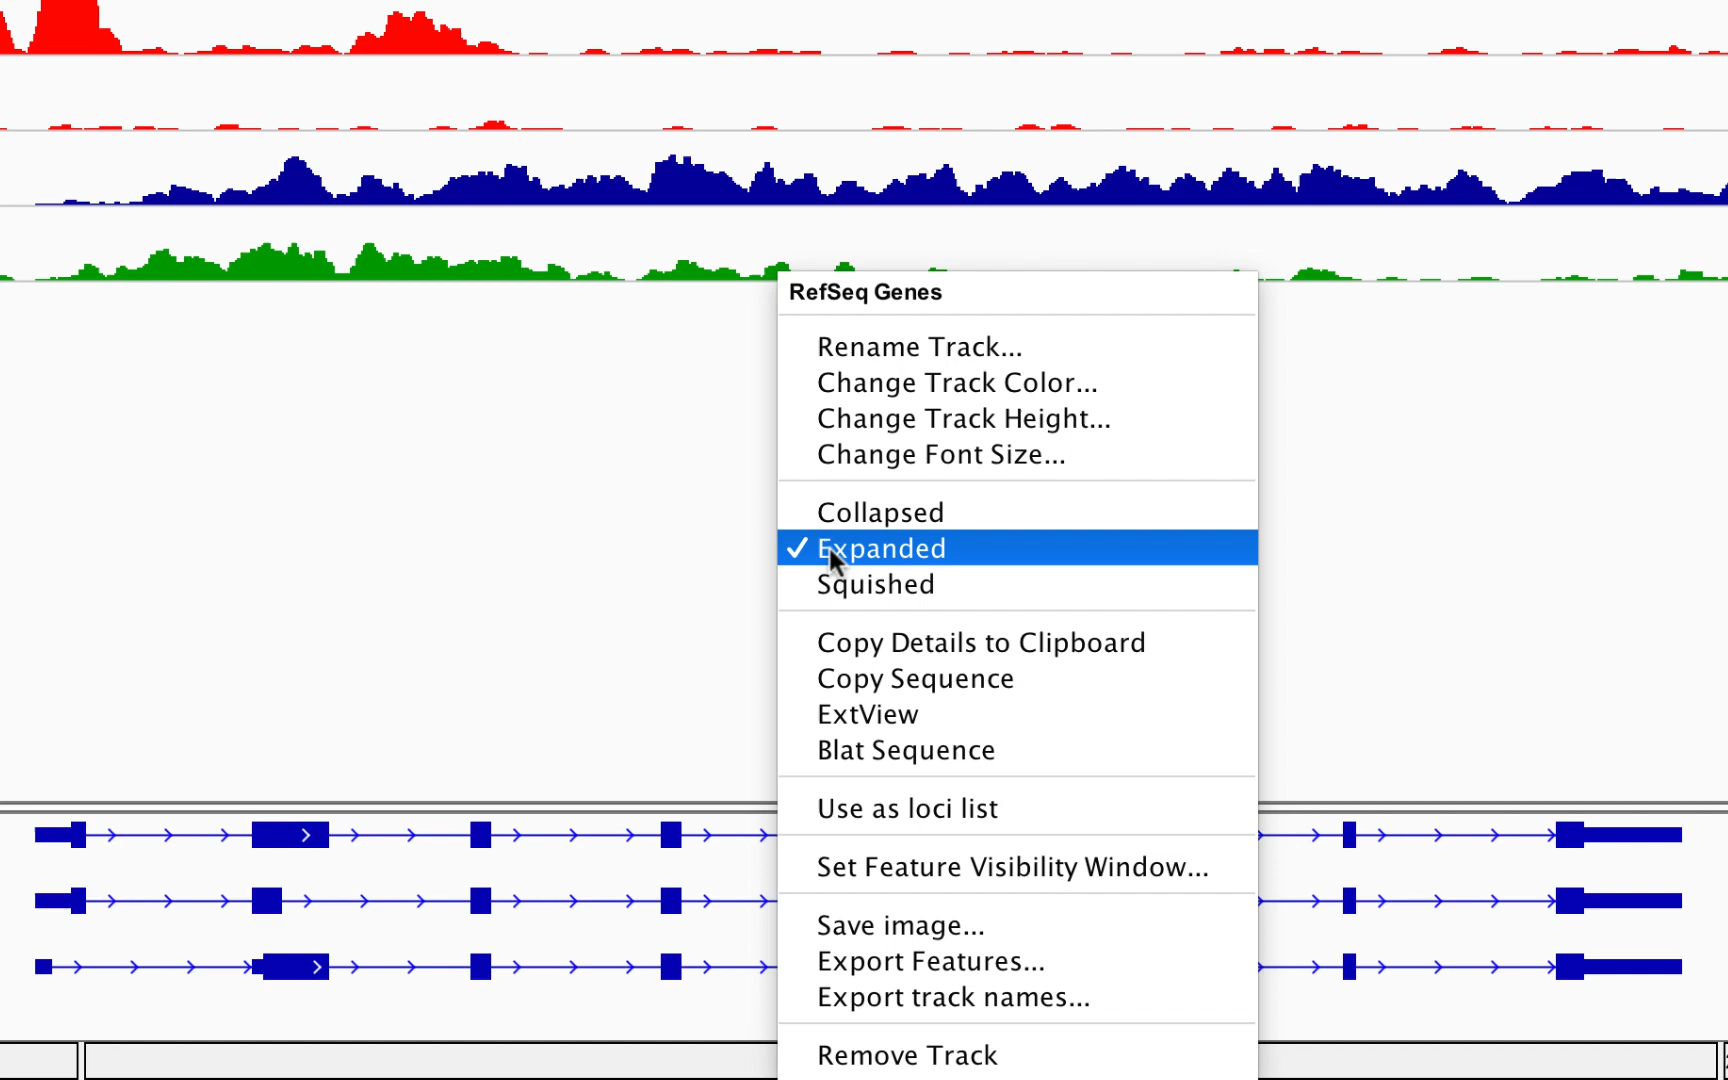 RefSeq Genes
Rename Track...
Change Track Color...
Change Track Height...
Change Font Size...
Collapsed
✓ Expanded
Squished
Copy Details to Clipboard
Copy Sequence
ExtView
Blat Sequence
Use as loci list
Set Feature Visibility Window...
Save image...
Export Features...
Export track names...
Remove Track